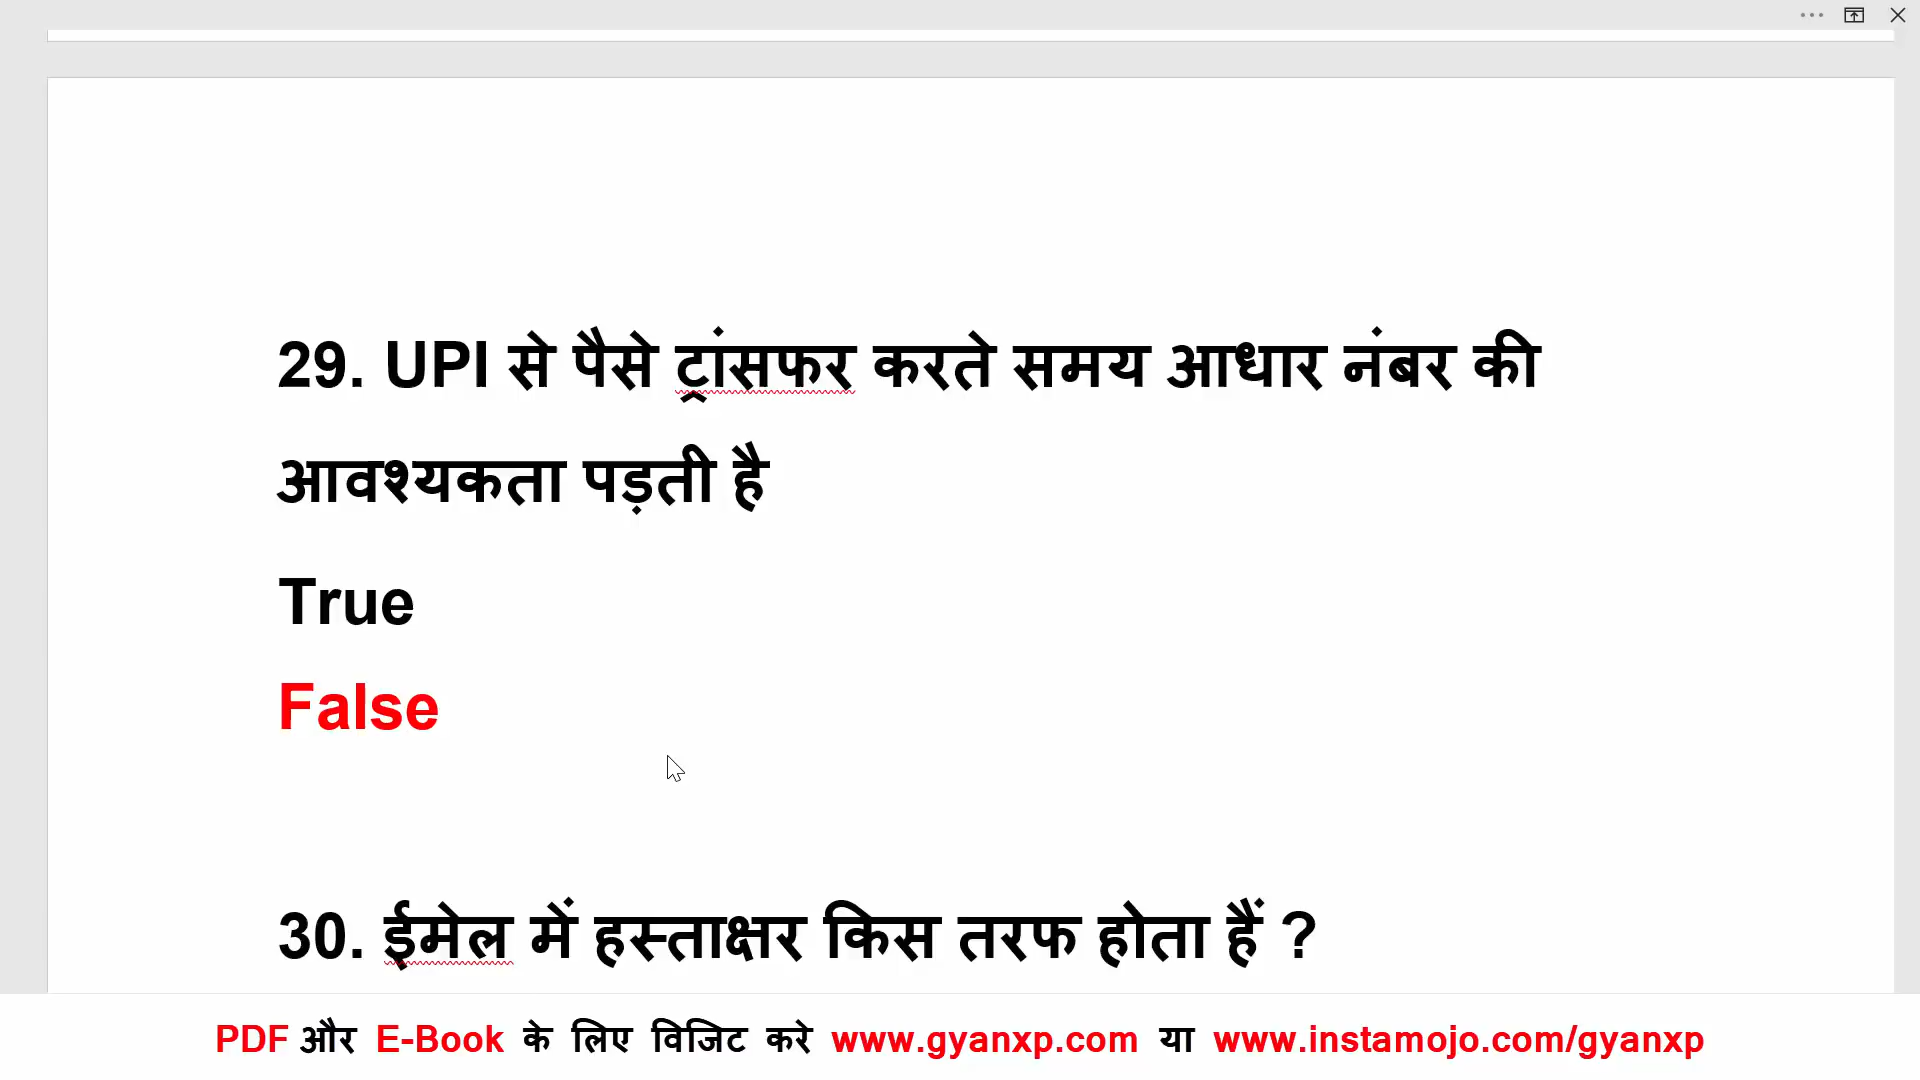 29. UPI से पैसे ट्रांसफर करते समय आधार नंबर की
आवश्यकता पड़ती है
True
False
30. ईमेल में हस्ताक्षर किस तरफ होता हैं ?
PDF और E-Book के लिए विजिट करे www.gyanxp.com या www.instamojo.com/gyanxp